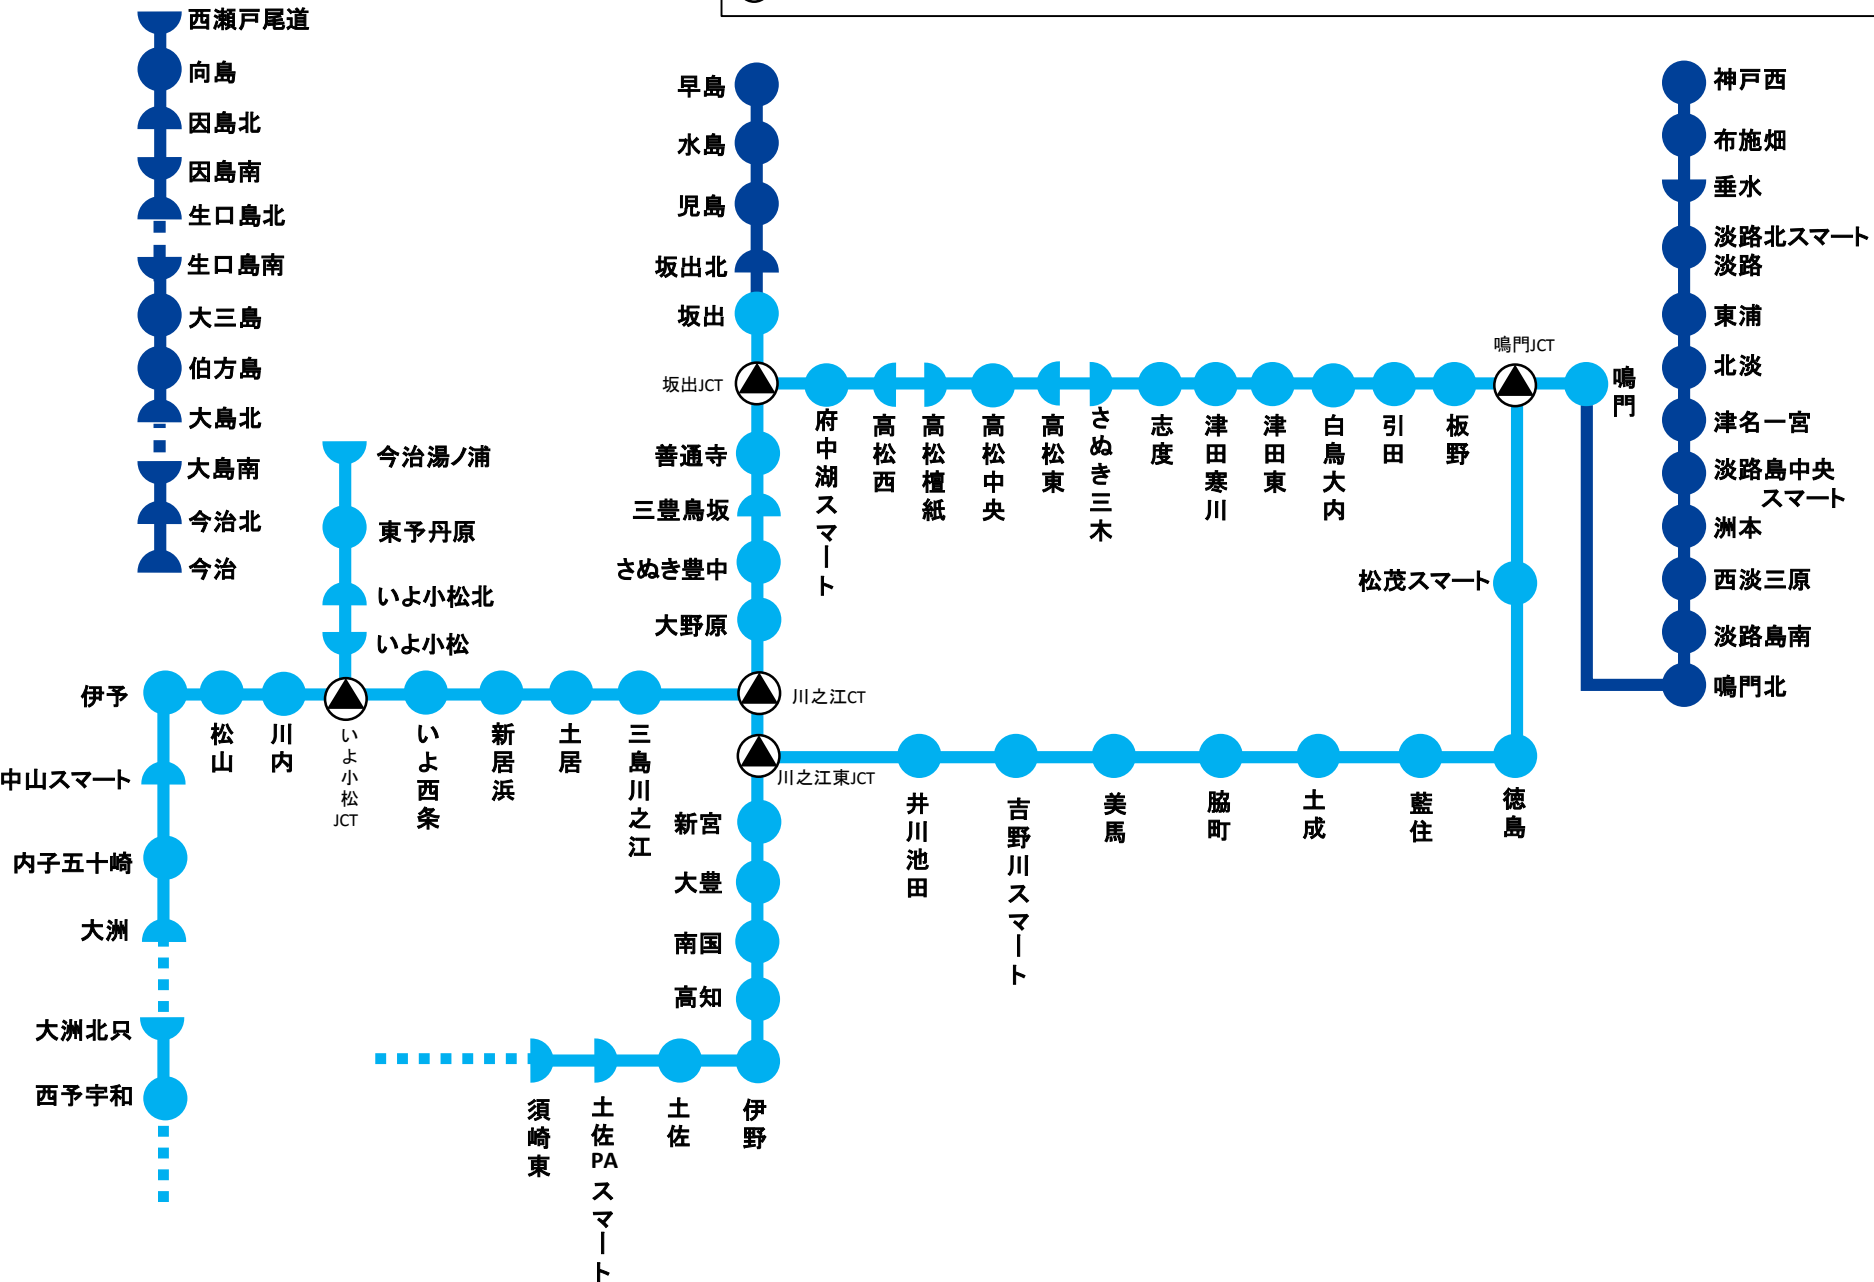 西瀬戸尾道
向島
因島北
因島南
生口島北
生口島南
大三島
伯方島
大島北
大島南
今治北
今治
今治湯ノ浦
東予丹原
いよ小松北
いよ小松
早島
水島
児島
坂出北
坂出
坂出JCT
善通寺
三豊鳥坂
さぬき豊中
大野原
川之江CT
川之江東JCT
新宮
大豊
南国
高知
府中湖スマート
高松西
高松檀紙
高松中央
高松東
さぬき三木
志度
津田寒川
津田東
白鳥大内
引田
板野
鳴門JCT
鳴門
松茂スマート
神戸西
布施畑
垂水
淡路北スマート
淡路
東浦
北淡
津名一宮
淡路島中央
スマート
洲本
西淡三原
淡路島南
鳴門北
伊予
松山
川内
いよ小松
JCT
いよ西条
新居浜
土居
三島川之江
中山スマート
内子五十崎
大洲
大洲北只
西予宇和
井川池田
吉野川スマート
美馬
脇町
土成
藍住
徳島
須崎東
土佐PAスマート
土佐
伊野